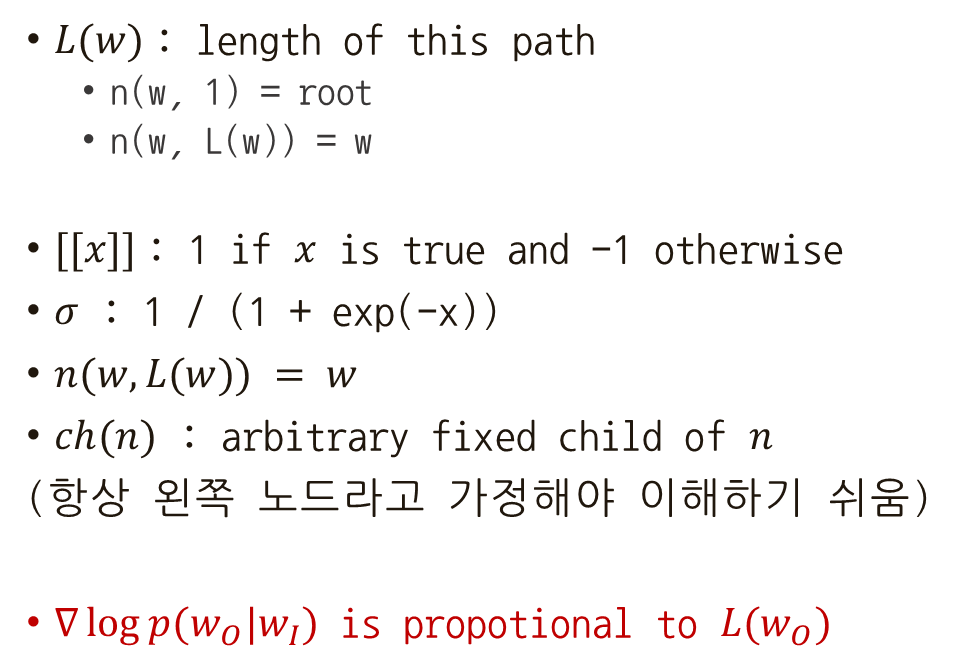 • L(w) : length of this path
• n(w, 1) = root
• n(w, L(w)) = w
• [[x]] : 1 if x is true and −1 otherwise
• σ : 1 / (1 + exp(−x))
• n(w, L(w)) = w
• ch(n) : arbitrary fixed child of n
(항상 왼쪽 노드라고 가정해야 이해하기 쉬움)
• ∇ log p(w_O|w_I) is propotional to L(w_O)